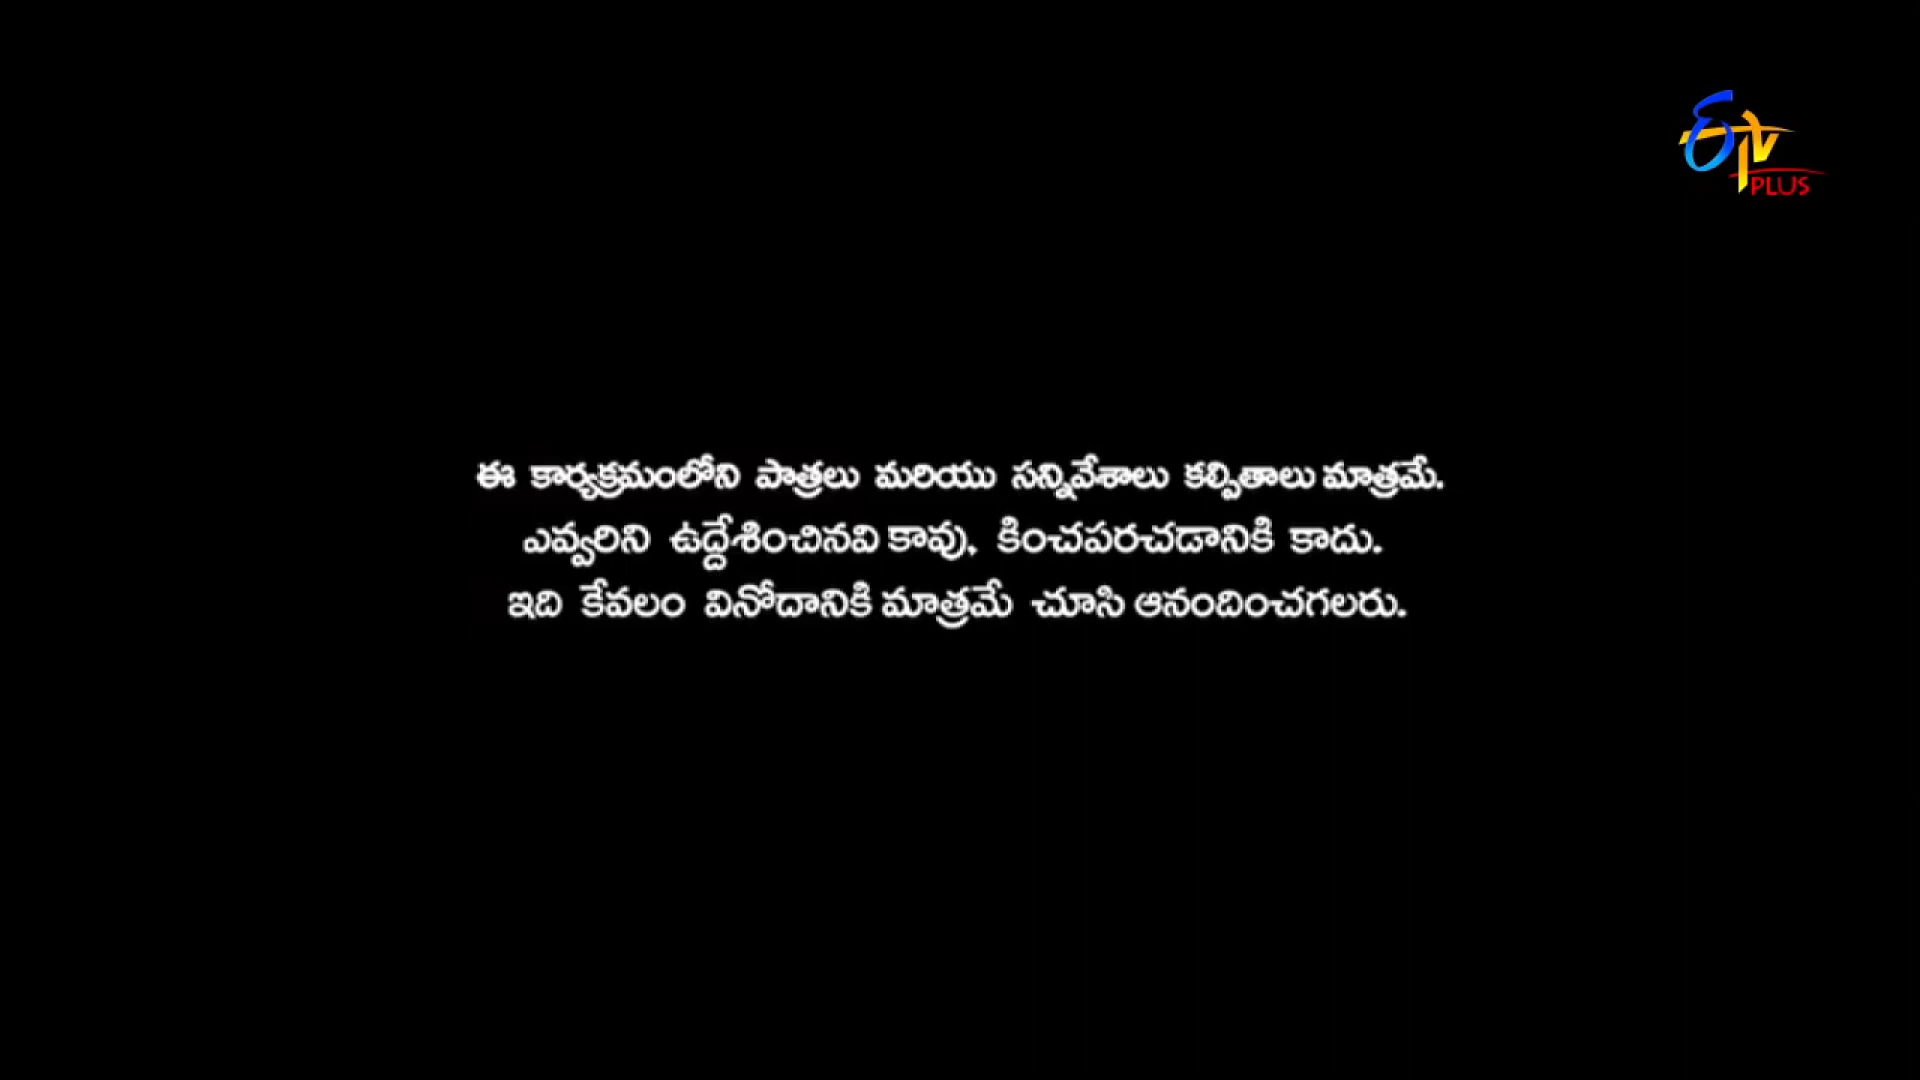 ETV
PLUS
ఈ కార్యక్రమంలోని పాత్రలు మరియు సన్నివేశాలు కల్పితాలు మాత్రమే.
ఎవ్వరిని ఉద్దేశించినవి కావు, కించపరచడానికి కాదు.
ఇది కేవలం వినోదానికి మాత్రమే చూసి ఆనందించగలరు.